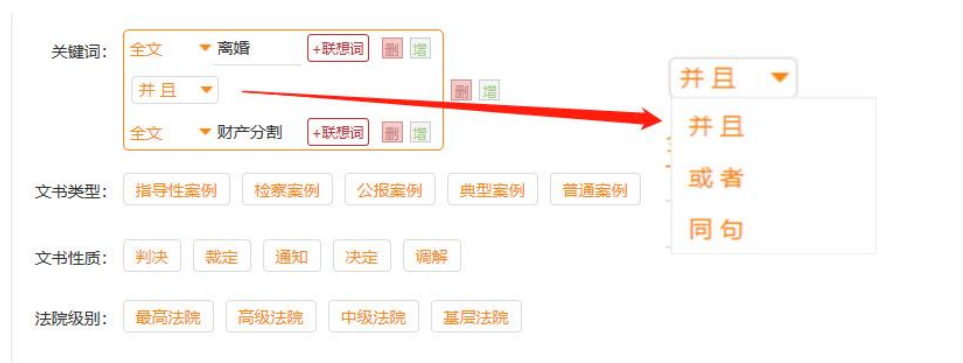 关键词： 全文 离婚 +联想词 删 增
并且 删 增
全文 财产分割 +联想词 删 增
文书类型： 指导性案例 检察案例 公报案例 典型案例 普通案例
文书性质： 判决 裁定 通知 决定 调解
法院级别： 最高法院 高级法院 中级法院 基层法院
并且
并且
或者
同句